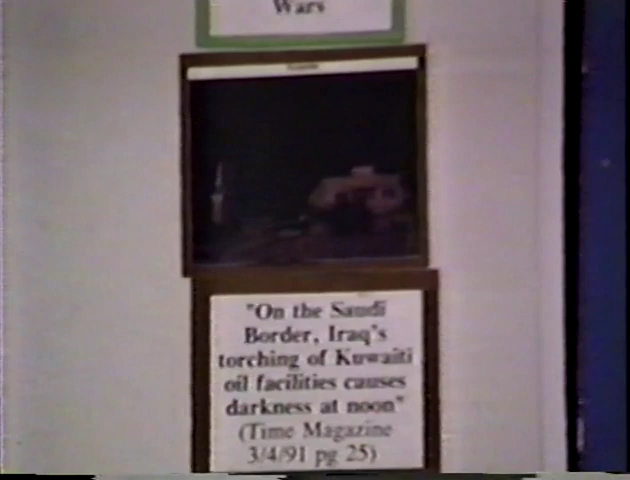 Wars
"On the Saudi
Border, Iraq's
torching of Kuwaiti
oil facilities causes
darkness at noon"
(Time Magazine
3/4/91 pg 25)